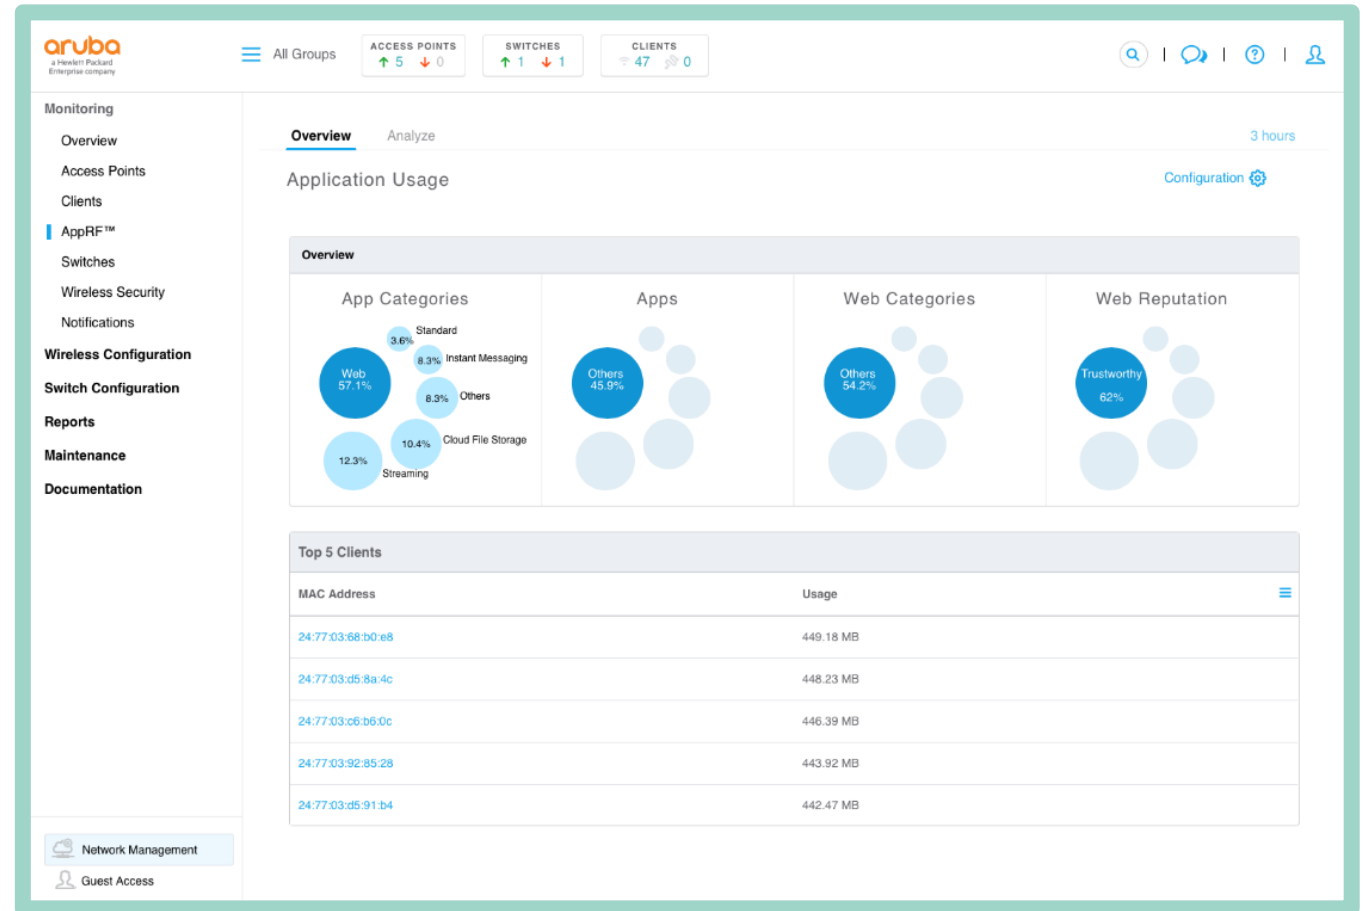 aruba
a Hewlett Packard
Enterprise company
All Groups
ACCESS POINTS
5 0
SWITCHES
1 1
CLIENTS
47 0
Monitoring
Overview
Access Points
Clients
AppRF™
Switches
Wireless Security
Notifications
Wireless Configuration
Switch Configuration
Reports
Maintenance
Documentation
Network Management
Guest Access
Overview Analyze 3 hours
Application Usage
Configuration
Overview
App Categories
Standard
3.6%
8.3% Instant Messaging
Web
57.1%
8.3% Others
10.4% Cloud File Storage
12.3%
Streaming
Apps
Others
45.9%
Web Categories
Others
54.2%
Web Reputation
Trustworthy
62%
Top 5 Clients
MAC Address Usage
24:77:03:68:b0:e8 449.18 MB
24:77:03:d5:8a:4c 448.23 MB
24:77:03:c6:b6:0c 446.39 MB
24:77:03:92:85:28 443.92 MB
24:77:03:d5:91:b4 442.47 MB